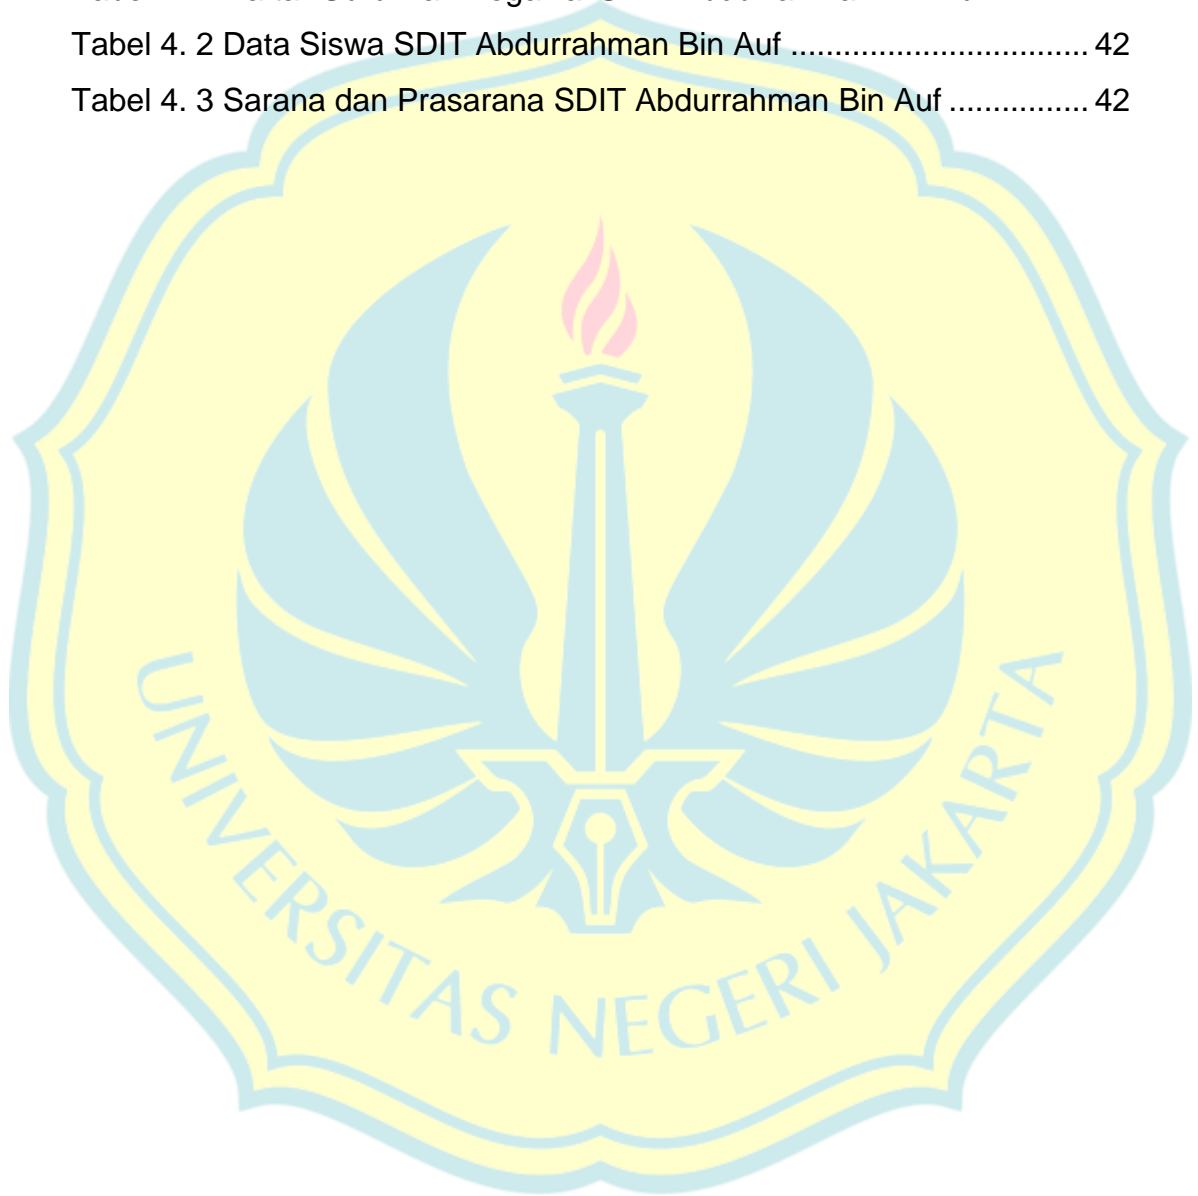 Tabel 4. 2 Data Siswa SDIT Abdurrahman Bin Auf ................................. 42
Tabel 4. 3 Sarana dan Prasarana SDIT Abdurrahman Bin Auf ................ 42
UNIVERSITAS NEGERI JAKARTA